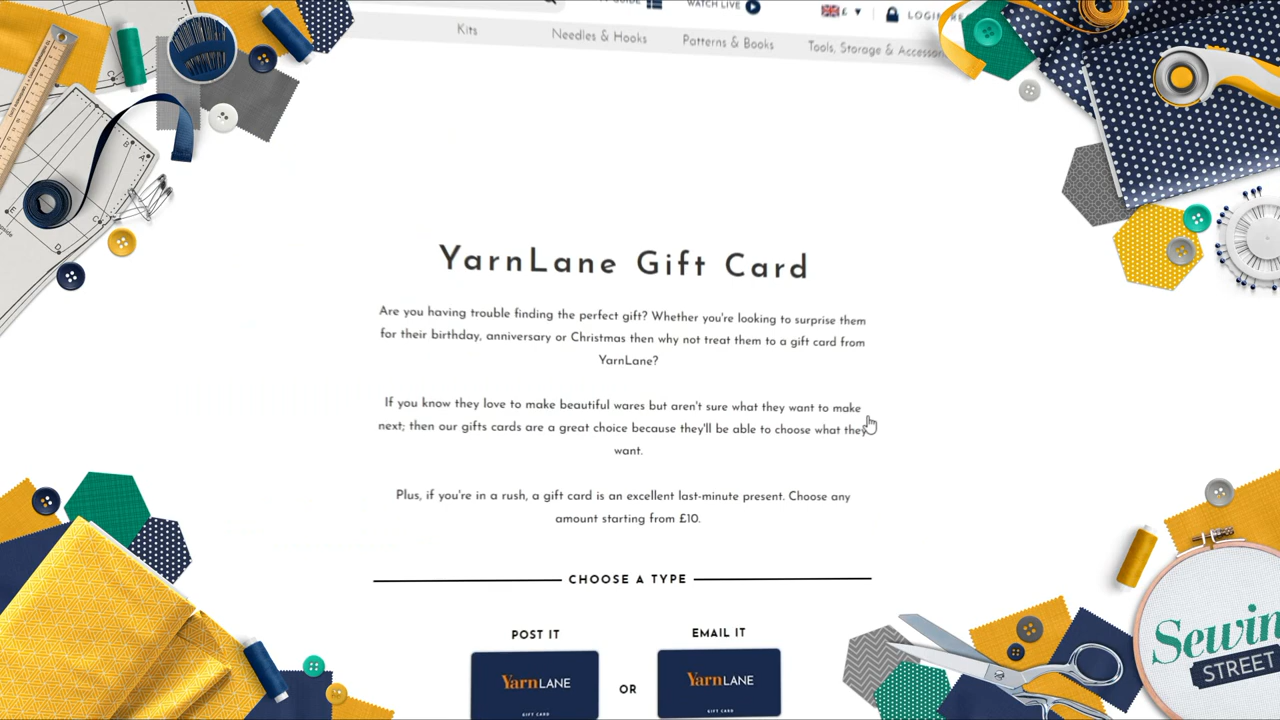 WATCH LIVE
£
LOGIN
Kits
Needles & Hooks
Patterns & Books
Tools, Storage &
YarnLane Gift Card
Are you having trouble finding the perfect gift? Whether you're looking to surprise them
for their birthday, anniversary or Christmas then why not treat them to a gift card from
YarnLane?
If you know they love to make beautiful wares but aren't sure what they want to make
next; then our gifts cards are a great choice because they'll be able to choose what they
want.
Plus, if you're in a rush, a gift card is an excellent last-minute present. Choose any
amount starting from £10.
CHOOSE A TYPE
POST IT
EMAIL IT
YarnLANE
GIFT CARD
OR
YarnLANE
GIFT CARD
STREET